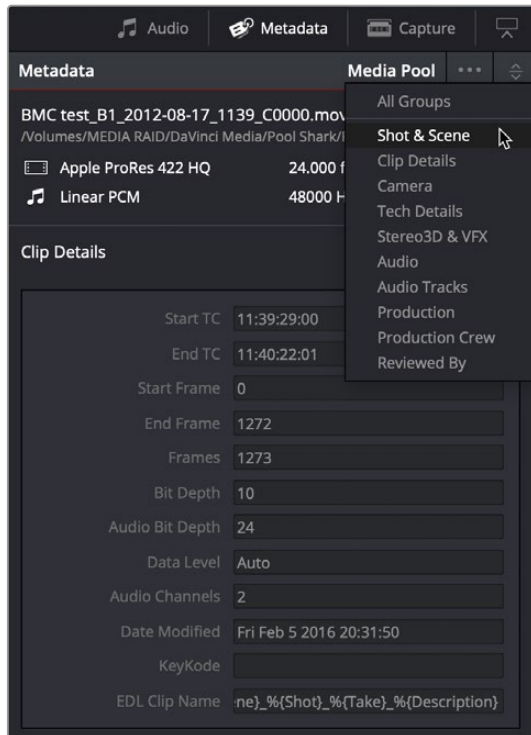 Audio Metadata Capture
Metadata Media Pool
BMC test_B1_2012-08-17_1139_C0000.mov
/Volumes/MEDIA RAID/DaVinci Media/Pool Shark/
Apple ProRes 422 HQ 24.000 f
Linear PCM 48000 H
Clip Details
All Groups
Shot & Scene
Clip Details
Camera
Tech Details
Stereo3D & VFX
Audio
Audio Tracks
Production
Production Crew
Reviewed By
Start TC 11:39:29:00
End TC 11:40:22:01
Start Frame 0
End Frame 1272
Frames 1273
Bit Depth 10
Audio Bit Depth 24
Data Level Auto
Audio Channels 2
Date Modified Fri Feb 5 2016 20:31:50
KeyKode
EDL Clip Name ne}_%{Shot}_%{Take}_%{Description}